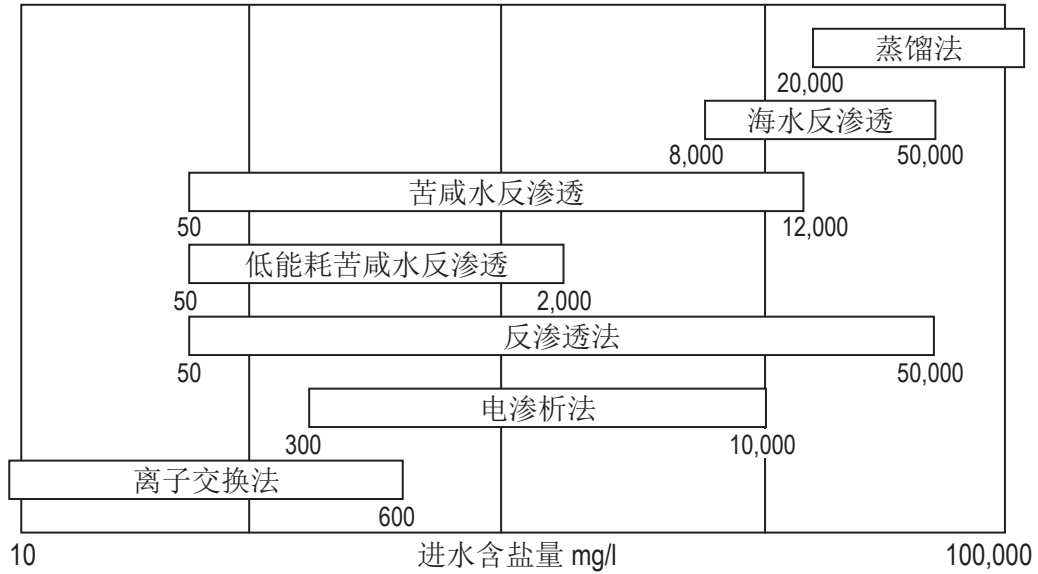 蒸馏法
20,000
海水反渗透
8,000 50,000
苦咸水反渗透
50 12,000
低能耗苦咸水反渗透
50 2,000
反渗透法
50 50,000
电渗析法
300 10,000
离子交换法
600
10 进水含盐量 mg/l 100,000